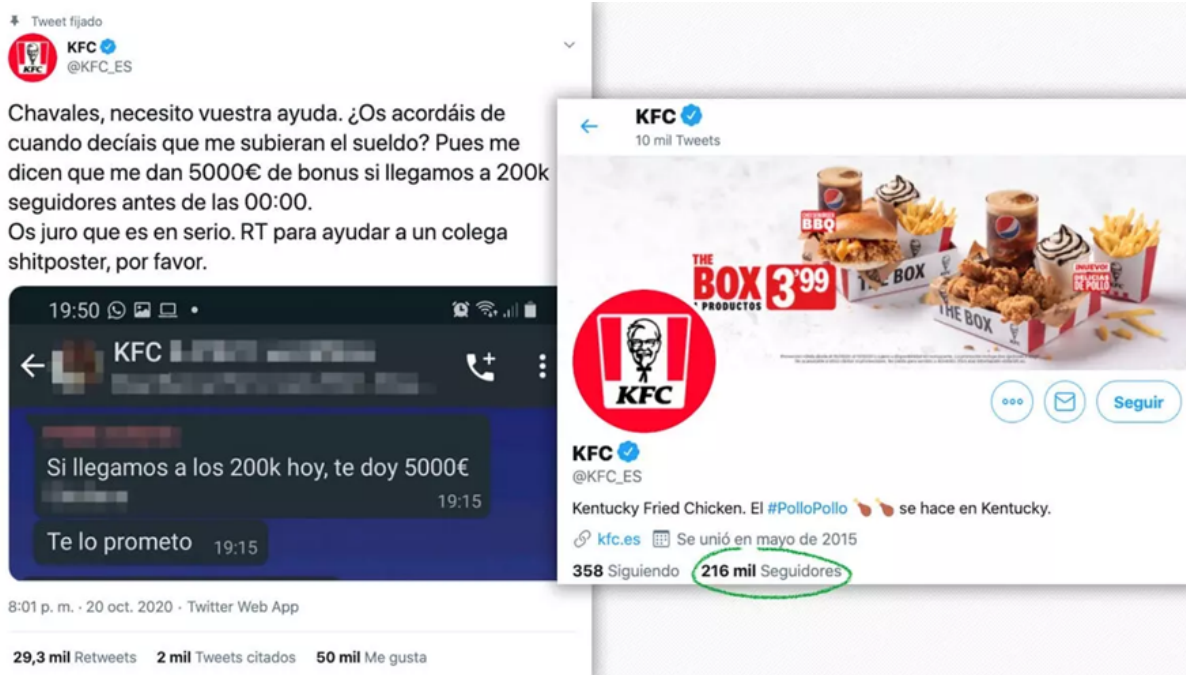 Tweet fijado
KFC
@KFC_ES
Chavales, necesito vuestra ayuda. ¿Os acordáis de
cuando decíais que me subieran el sueldo? Pues me
dicen que me dan 5000€ de bonus si llegamos a 200k
seguidores antes de las 00:00.
Os juro que es en serio. RT para ayudar a un colega
shitposter, por favor.
19:50
KFC
Si llegamos a los 200k hoy, te doy 5000€
19:15
Te lo prometo 19:15
8:01 p. m. · 20 oct. 2020 · Twitter Web App
29,3 mil Retweets 2 mil Tweets citados 50 mil Me gusta
KFC
10 mil Tweets
BBQ
THE
BOX 3'99
* PRODUCTOS
THE BOX
¡NUEVO!
DELICIAS
DE POLLO
THE BOX
KFC
Seguir
KFC
@KFC_ES
Kentucky Fried Chicken. El #PolloPollo se hace en Kentucky.
kfc.es Se unió en mayo de 2015
358 Siguiendo 216 mil Seguidores